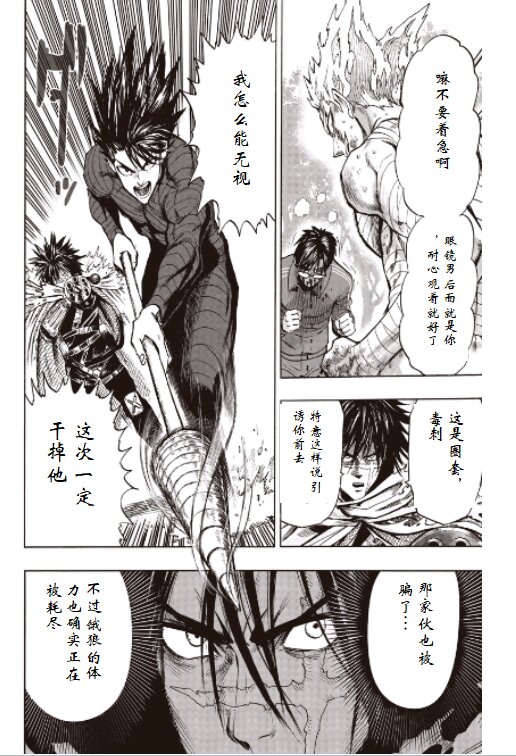 嘛不要着急啊
眼镜男后面就是你
，耐心观看就好了
我怎么能无视
这次一定
干掉他
这是圈套，
毒刺
特意这样说引
诱你前去
那家伙也被
骗了…
不过饿狼的体
力也确实正在
被耗尽